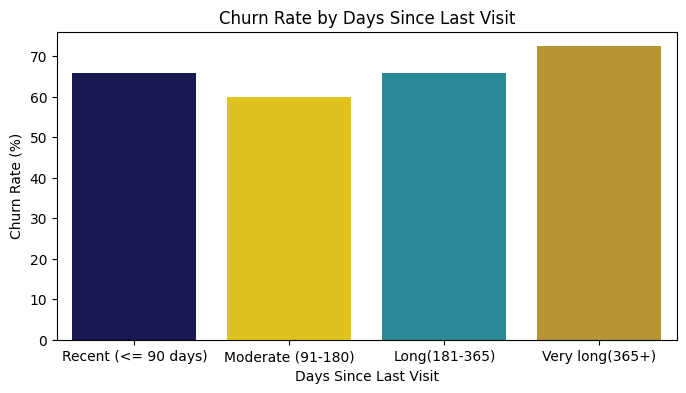 Churn Rate by Days Since Last Visit
Churn Rate (%)
70
60
50
40
30
20
10
0
Recent (<= 90 days) Moderate (91-180) Long(181-365) Very long(365+)
Days Since Last Visit